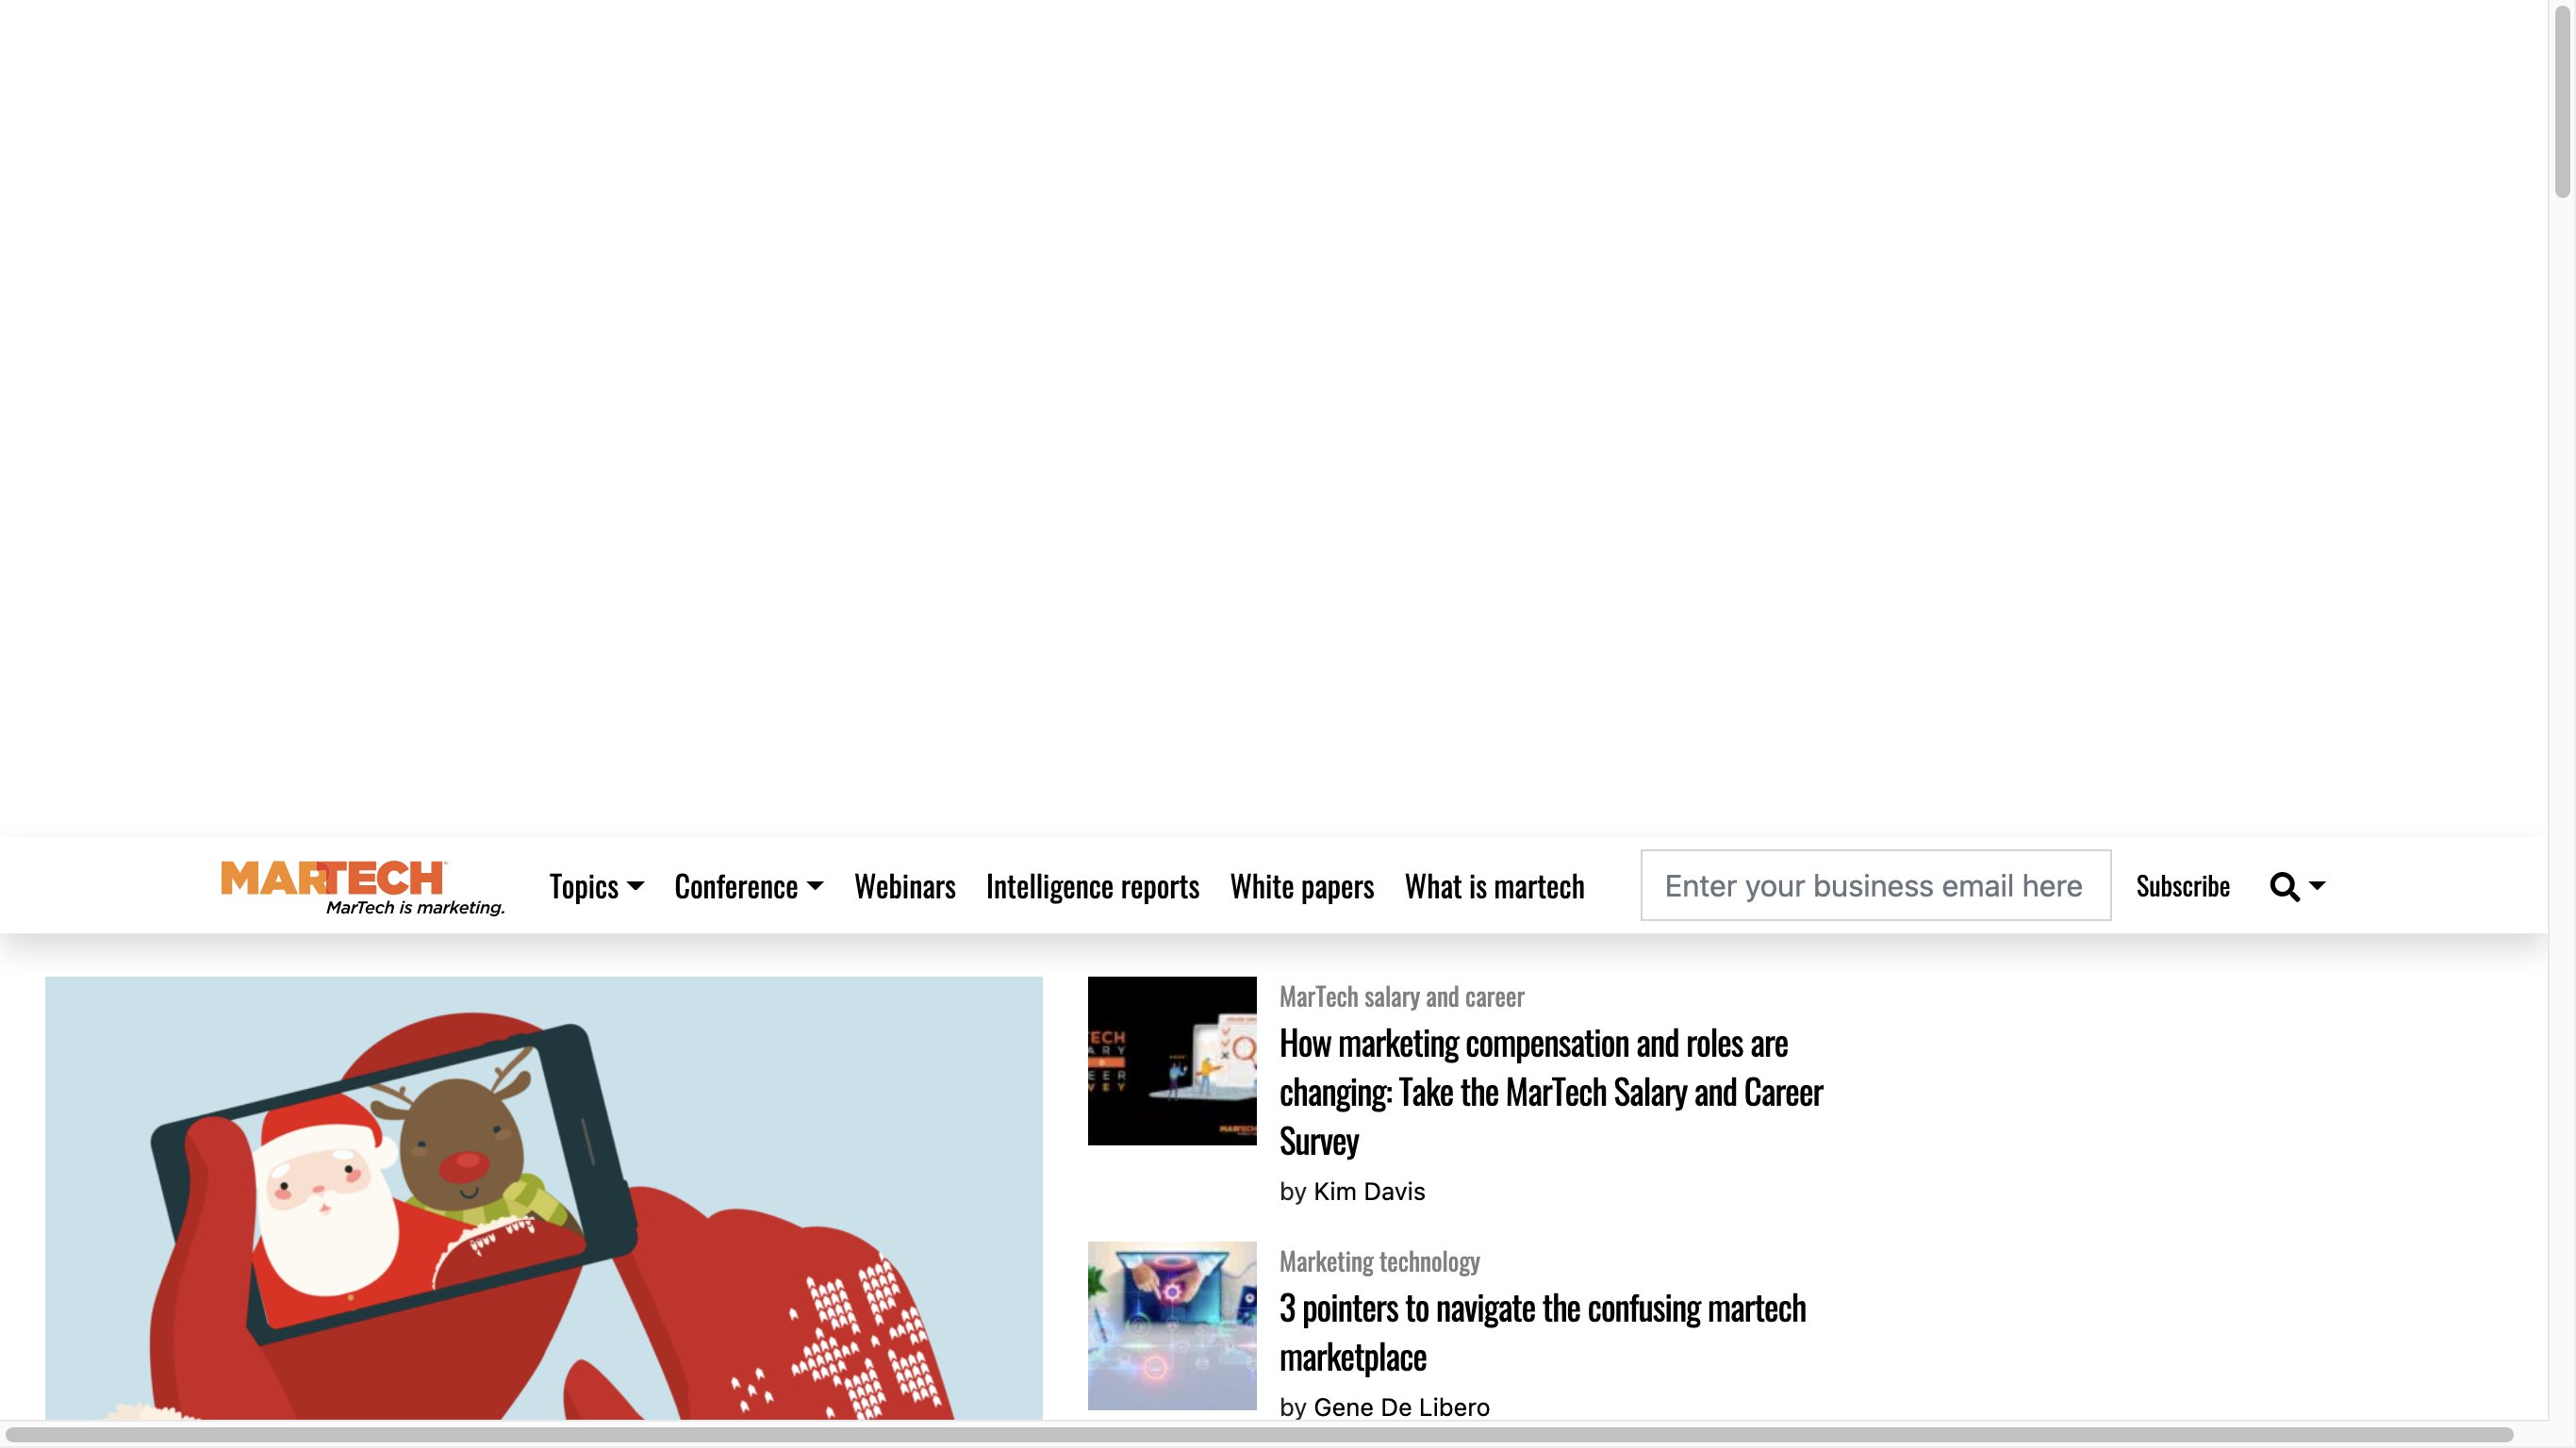 MARTECH
MarTech is marketing.
Topics
Conference
Webinars
Intelligence reports
White papers
What is martech
Enter your business email here
Subscribe
MarTech salary and career
How marketing compensation and roles are
changing: Take the MarTech Salary and Career
Survey
by Kim Davis
Marketing technology
3 pointers to navigate the confusing martech
marketplace
by Gene De Libero